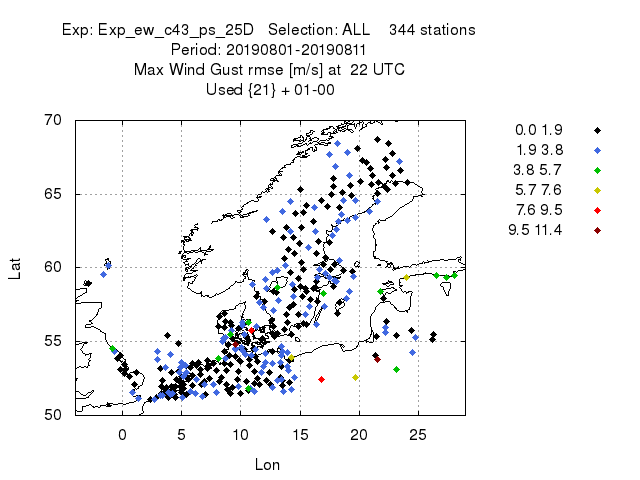 Exp: Exp_ew_c43_ps_25D   Selection: ALL    344 stations
Period: 20190801-20190811
Max Wind Gust rmse [m/s] at  22 UTC
Used {21} + 01-00
70
65
60
55
50
0 5 10 15 20 25
Lat
Lon
0.0 1.9
1.9 3.8
3.8 5.7
5.7 7.6
7.6 9.5
9.5 11.4